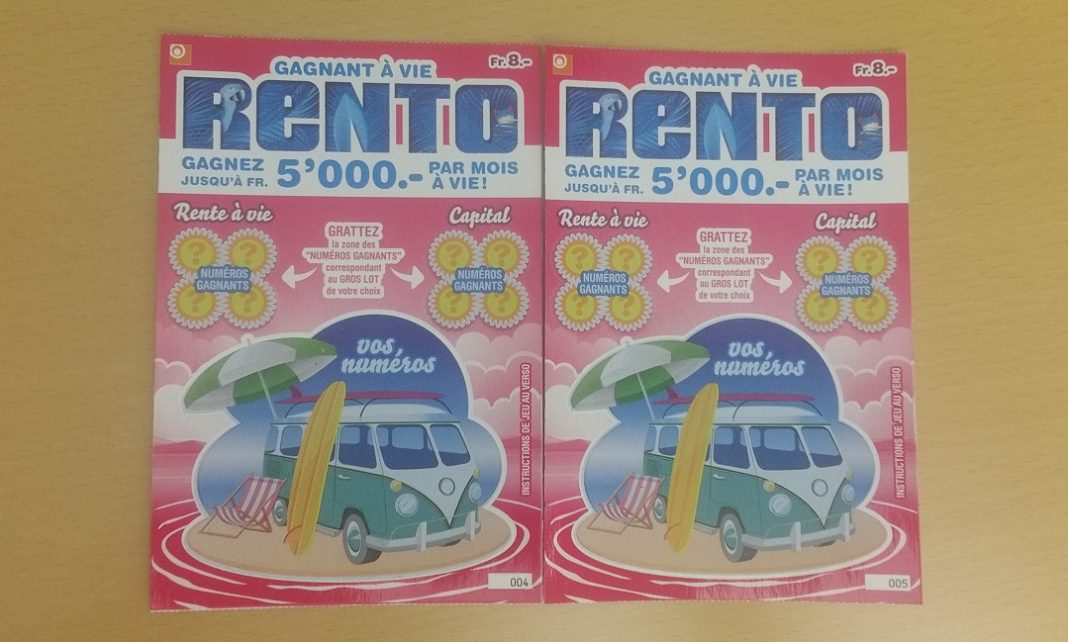 Fr. 8.-
GAGNANT À VIE
RENTO
GAGNEZ
JUSQU'À FR.
5'000.-
PAR MOIS
À VIE!
Rente à vie
NUMÉROS
GAGNANTS
GRATTEZ
la zone des
"NUMÉROS GAGNANTS"
correspondant
au GROS LOT
de votre choix
Capital
NUMÉROS
GAGNANTS
vos
numéros
INSTRUCTIONS DE JEU AU VERSO
004
Fr. 8.-
GAGNANT À VIE
RENTO
GAGNEZ
JUSQU'À FR.
5'000.-
PAR MOIS
À VIE!
Rente à vie
NUMÉROS
GAGNANTS
GRATTEZ
la zone des
"NUMÉROS GAGNANTS"
correspondant
au GROS LOT
de votre choix
Capital
NUMÉROS
GAGNANTS
vos
numéros
INSTRUCTIONS DE JEU AU VERSO
005